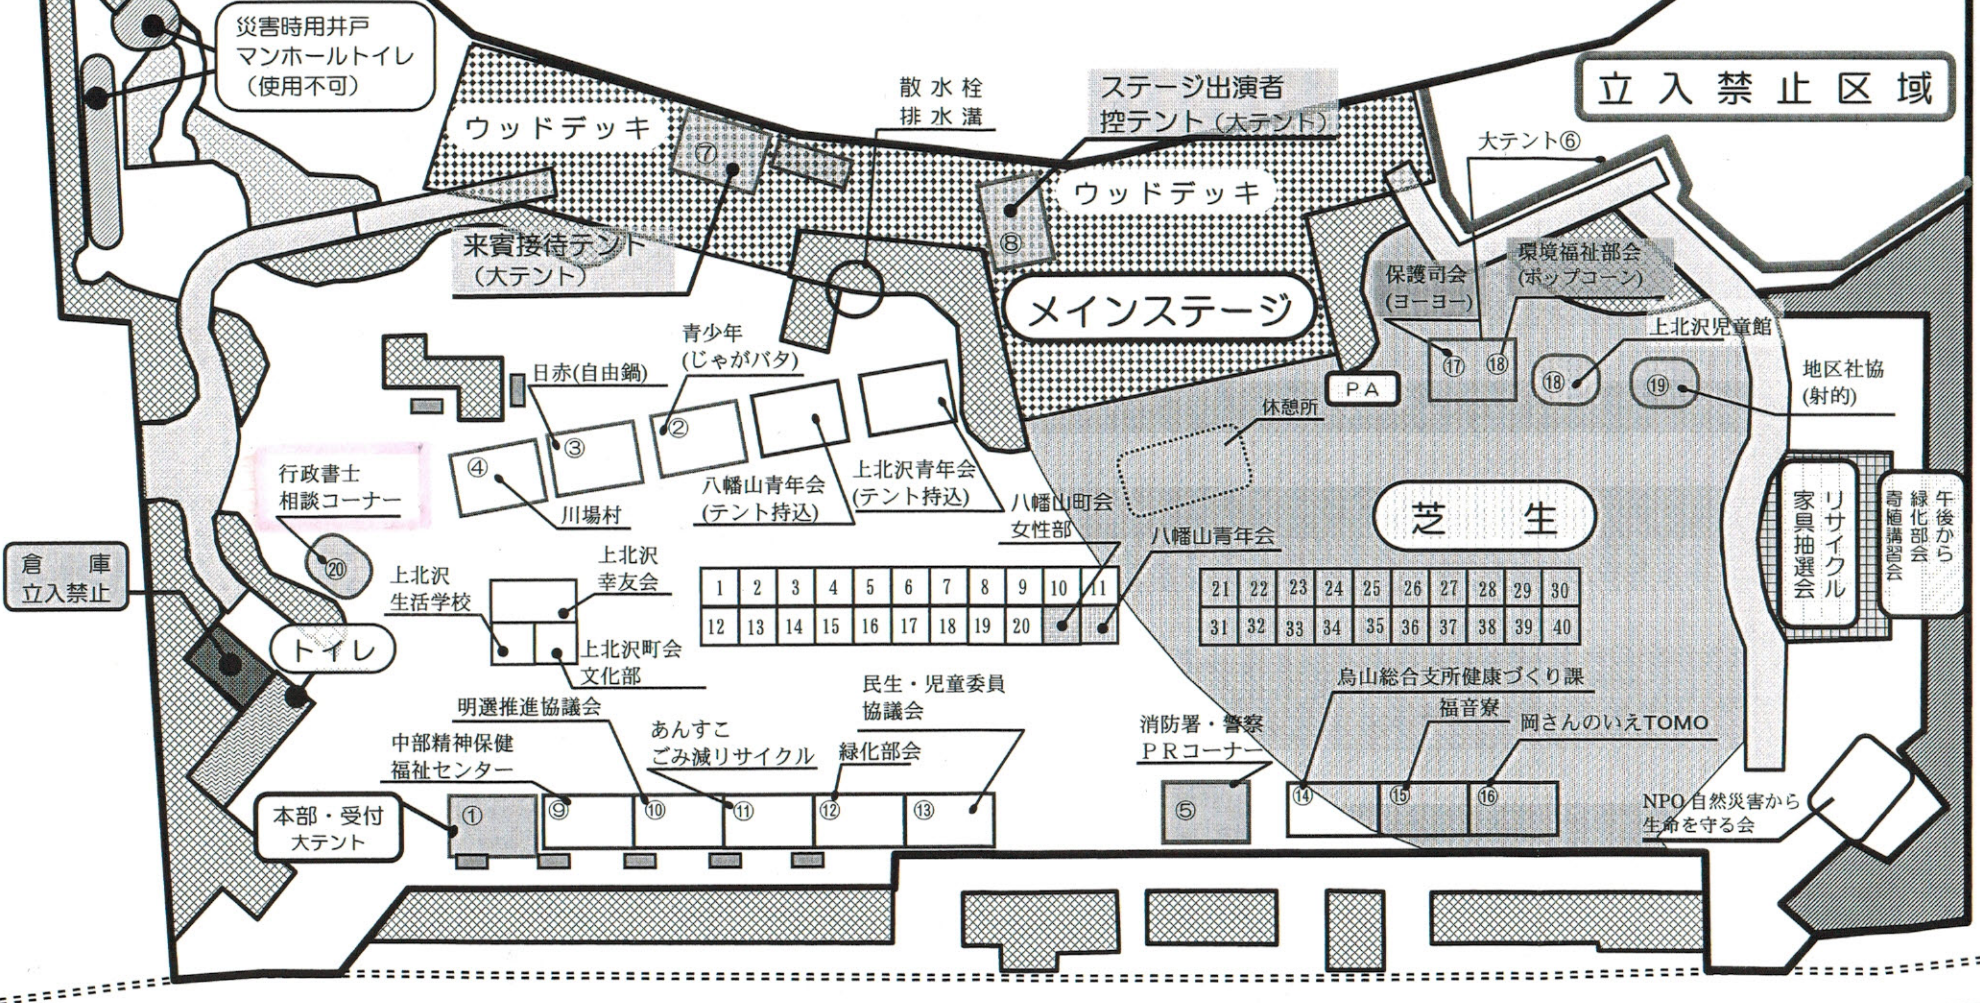 災害時用井戸
マンホールトイレ
（使用不可）
ウッドデッキ
⑦
散水栓
排水溝
ステージ出演者
控テント（大テント）
立入禁止区域
大テント⑥
ウッドデッキ
⑧
来賓接待テント
（大テント）
メインステージ
保護司会
(ヨーヨー)
環境福祉部会
(ポップコーン)
上北沢児童館
⑰
⑱
⑱
⑲
地区社協
(射的)
PA
休憩所
青少年
(じゃがバタ)
日赤(自由鍋)
④
③
②
川場村
八幡山青年会
(テント持込)
上北沢青年会
(テント持込)
行政書士
相談コーナー
⑳
八幡山町会
女性部
八幡山青年会
芝生
リサイクル
家具抽選会
午後から
緑化部会
寄植講習会
倉庫
立入禁止
トイレ
上北沢
生活学校
上北沢
幸友会
上北沢町会
文化部
1 2 3 4 5 6 7 8 9 10 11
12 13 14 15 16 17 18 19 20
21 22 23 24 25 26 27 28 29 30
31 32 33 34 35 36 37 38 39 40
明選推進協議会
中部精神保健
福祉センター
あんすこ
ごみ減リサイクル
緑化部会
民生・児童委員
協議会
消防署・警察
PRコーナー
烏山総合支所健康づくり課
福音寮
岡さんのいえTOMO
本部・受付
大テント
① ⑨ ⑩ ⑪ ⑫ ⑬
⑤
⑭ ⑮ ⑯
NPO自然災害から
生命を守る会